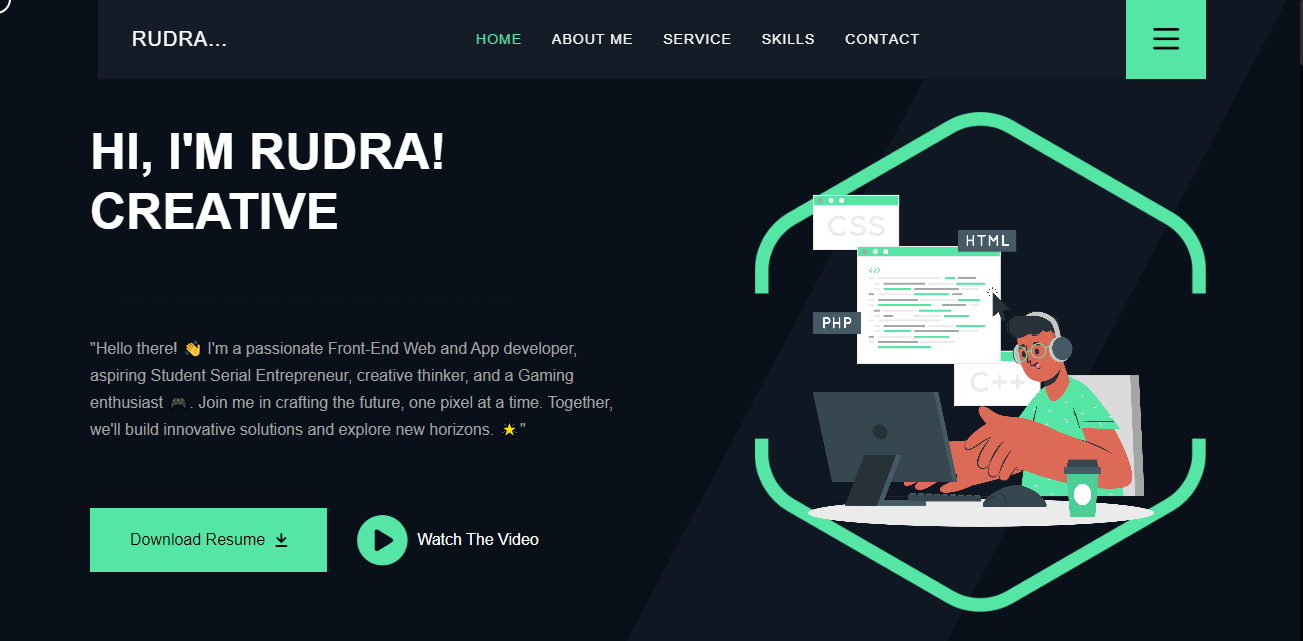 RUDRA...
HOME ABOUT ME SERVICE SKILLS CONTACT
HI, I'M RUDRA!
CREATIVE
"Hello there! 👋 I'm a passionate Front-End Web and App developer,
aspiring Student Serial Entrepreneur, creative thinker, and a Gaming
enthusiast 🎮. Join me in crafting the future, one pixel at a time. Together,
we'll build innovative solutions and explore new horizons. 🌟"
Download Resume
Watch The Video
CSS
HTML
</>
PHP
C++